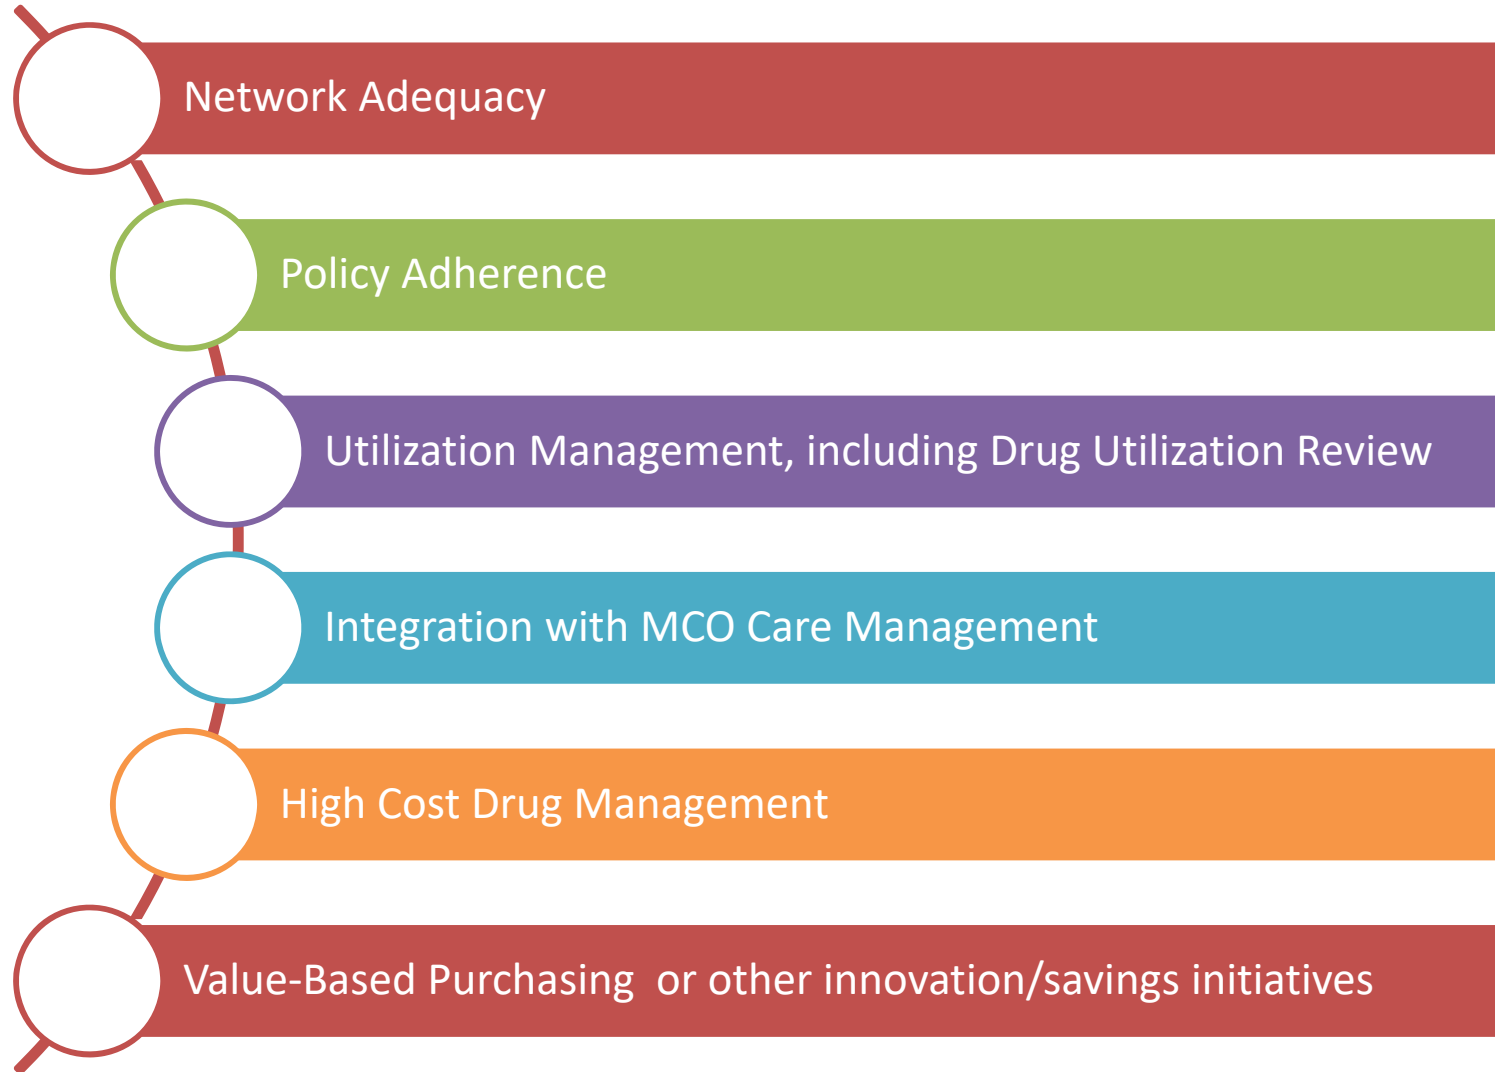 Network Adequacy
Policy Adherence
Utilization Management, including Drug Utilization Review
Integration with MCO Care Management
High Cost Drug Management
Value-Based Purchasing  or other innovation/savings initiatives